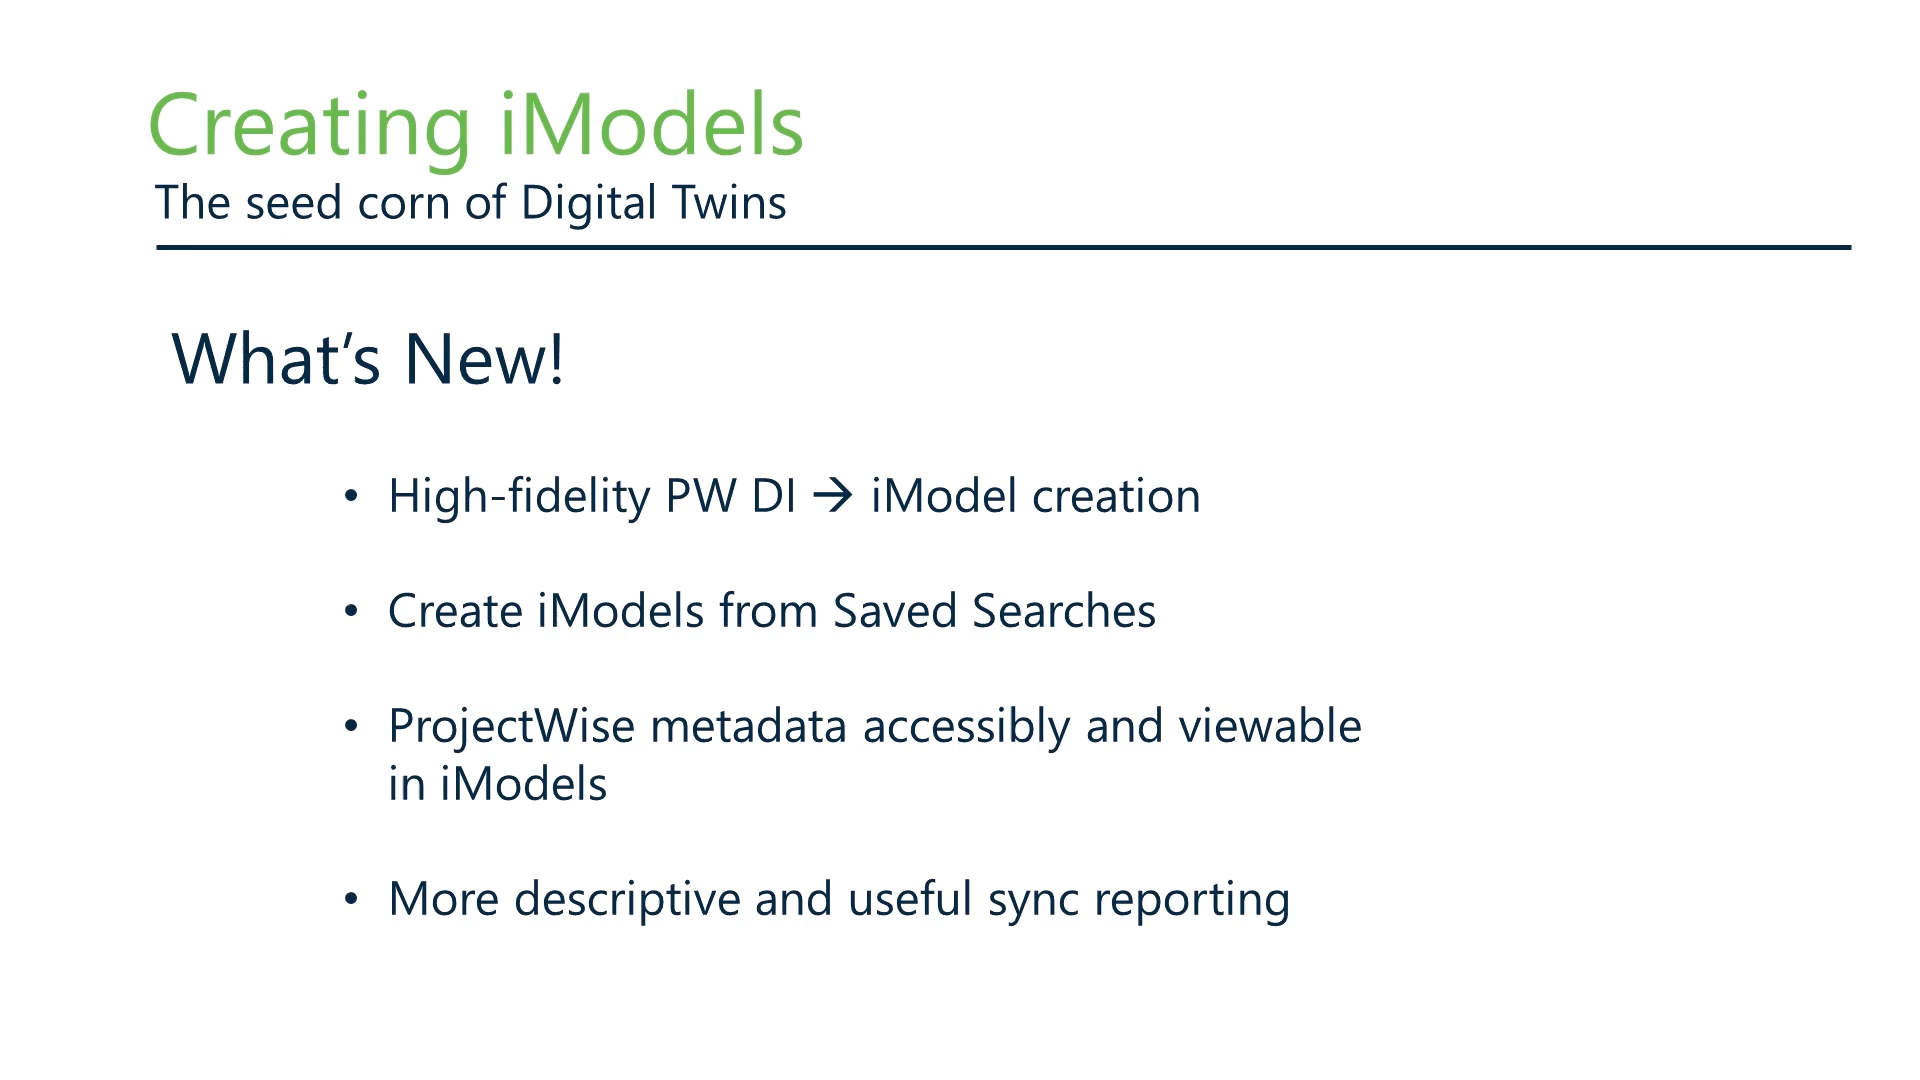 Creating iModels
The seed corn of Digital Twins
What’s New!
• High-fidelity PW DI → iModel creation
• Create iModels from Saved Searches
• ProjectWise metadata accessibly and viewable
in iModels
• More descriptive and useful sync reporting